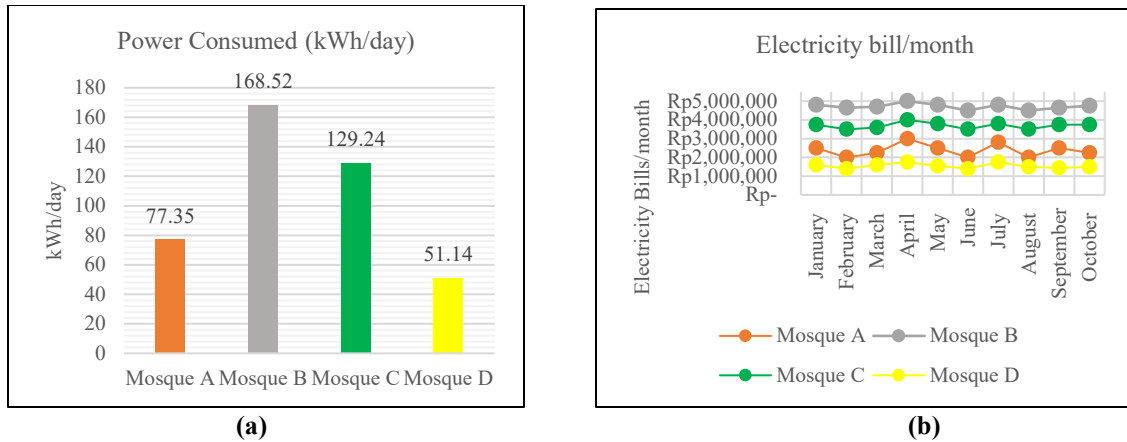 Power Consumed (kWh/day)
180
160
140
120
100
80
60
40
20
0
kWh/day
77.35
168.52
129.24
51.14
Mosque A Mosque B Mosque C Mosque D
(a)
Electricity bill/month
Electricity Bills/month
Rp5,000,000
Rp4,000,000
Rp3,000,000
Rp2,000,000
Rp1,000,000
Rp-
January
February
March
April
May
June
July
August
September
October
Mosque A Mosque B
Mosque C Mosque D
(b)